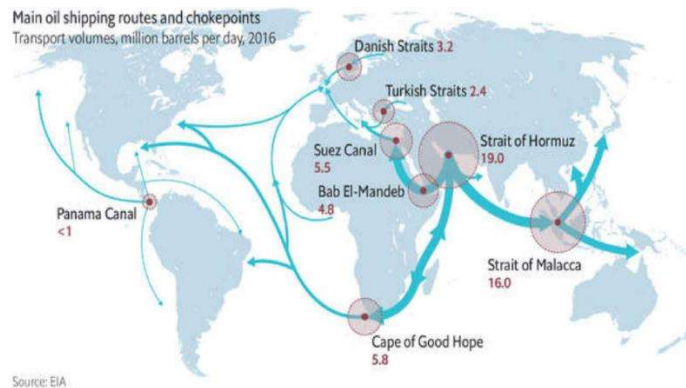 Main oil shipping routes and chokepoints
Transport volumes, million barrels per day, 2016
Danish Straits 3.2
Turkish Straits 2.4
Strait of Hormuz
19.0
Suez Canal
5.5
Bab El-Mandeb
4.8
Panama Canal
<1
Strait of Malacca
16.0
Cape of Good Hope
5.8
Source: EIA